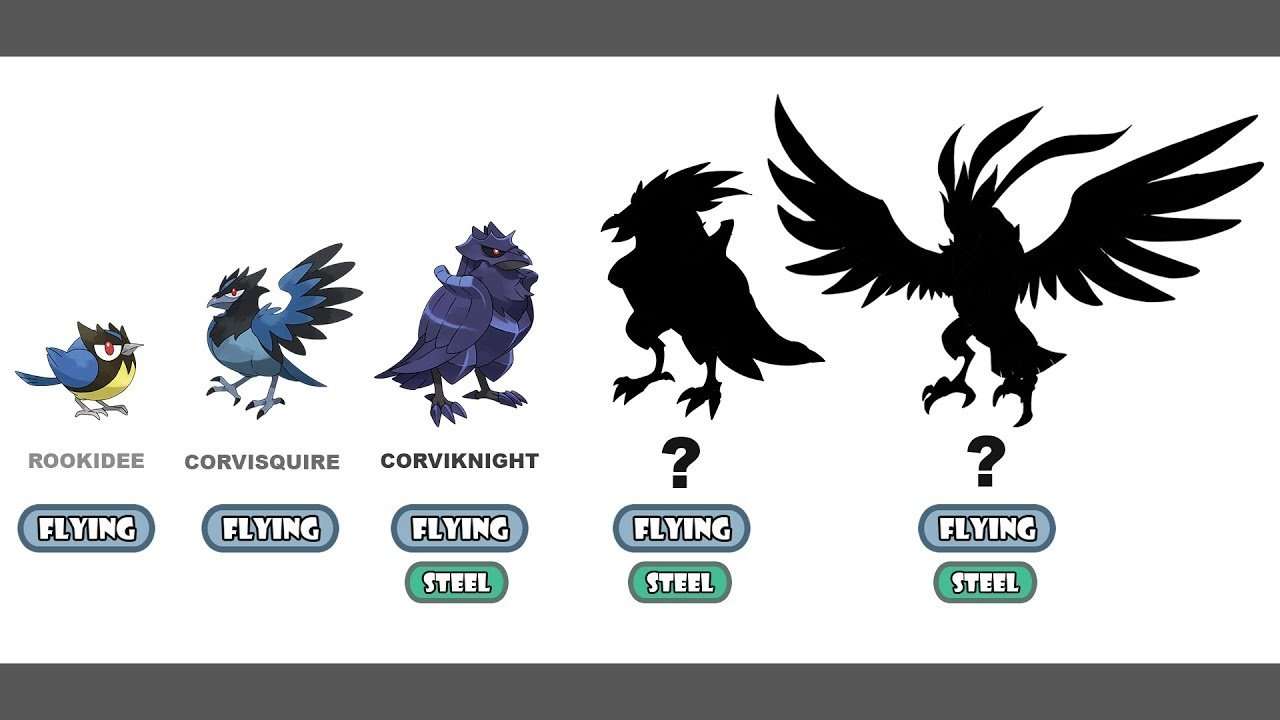 ROOKIDEE
CORVISQUIRE
CORVIKNIGHT
?
?
FLYING
FLYING
FLYING
FLYING
FLYING
STEEL
STEEL
STEEL